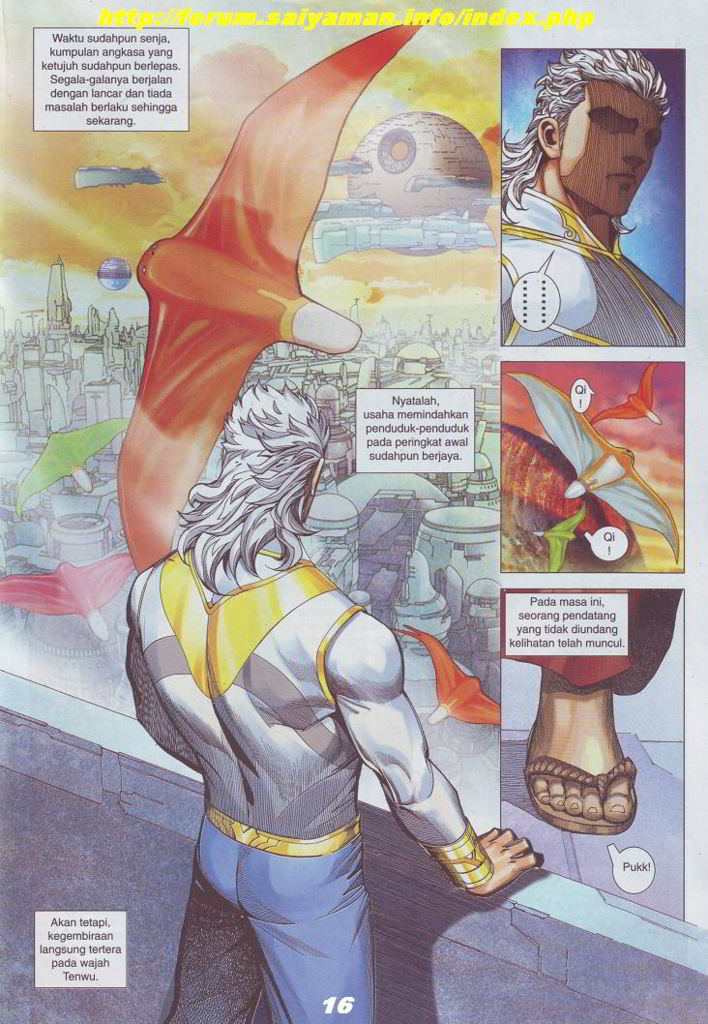 http://forum.saiyaman.info/index.php
Waktu sudahpun senja,
kumpulan angkasa yang
ketujuh sudahpun berlepas.
Segala-galanya berjalan
dengan lancar dan tiada
masalah berlaku sehingga
sekarang.
Nyatalah,
usaha memindahkan
penduduk-penduduk
pada peringkat awal
sudahpun berjaya.
Qi
!
Qi
!
Pada masa ini,
seorang pendatang
yang tidak diundang
kelihatan telah muncul.
Pukk!
Akan tetapi,
kegembiraan
langsung tertera
pada wajah
Tenwu.
16